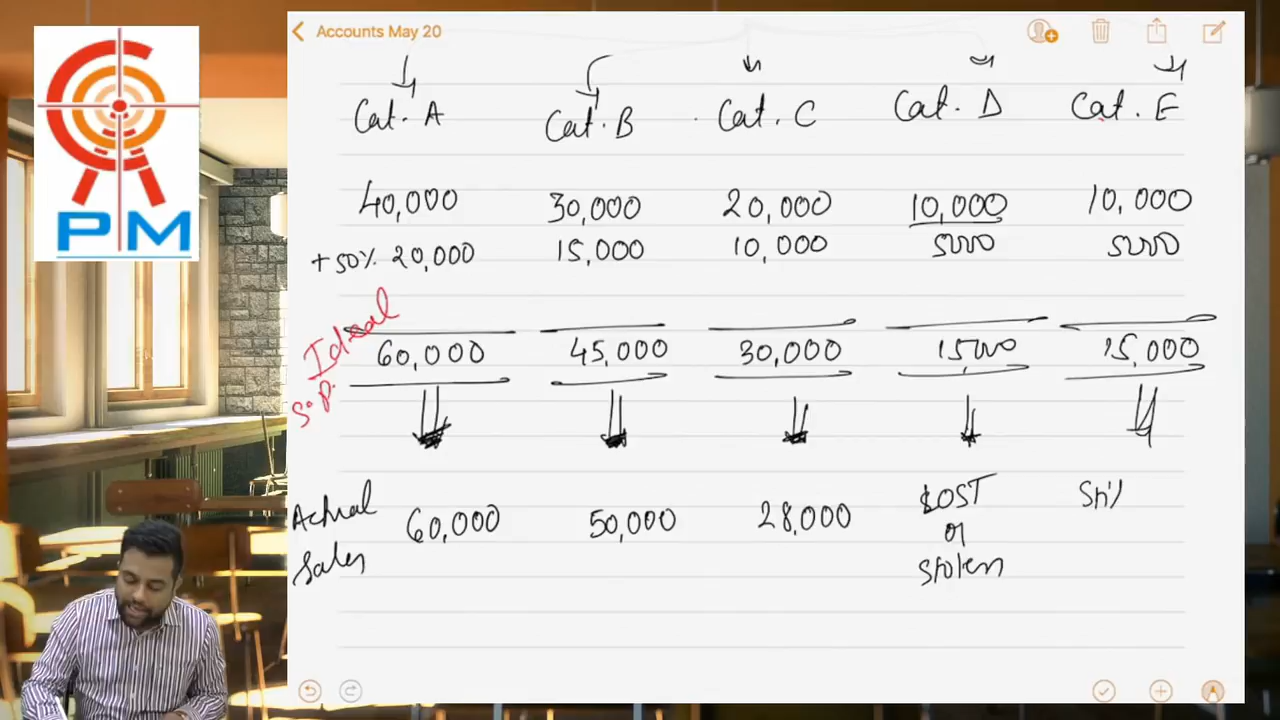 PM
Accounts May 20
Cat. A Cat. B Cat. C Cat. D Cat. E
40,000 30,000 20,000 10,000 10,000
+50% 20,000 15,000 10,000 5000 5000
Ideal S.P. 60,000 45,000 30,000 15000 15,000
Actual Sales 60,000 50,000 28,000 LOST or Stolen